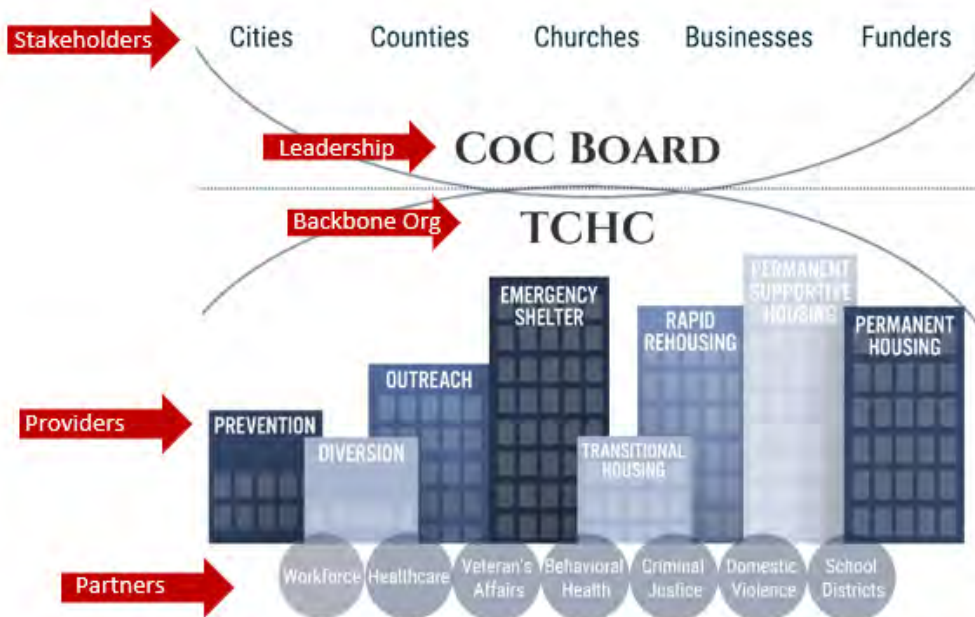 Stakeholders
Cities Counties Churches Businesses Funders
Leadership
CoC Board
Backbone Org
TCHC
PERMANENT
SUPPORTIVE
HOUSING
EMERGENCY
SHELTER
RAPID
REHOUSING
PERMANENT
HOUSING
OUTREACH
Providers
PREVENTION
DIVERSION
TRANSITIONAL
HOUSING
Partners
Workforce
Healthcare
Veteran's
Affairs
Behavioral
Health
Criminal
Justice
Domestic
Violence
School
Districts